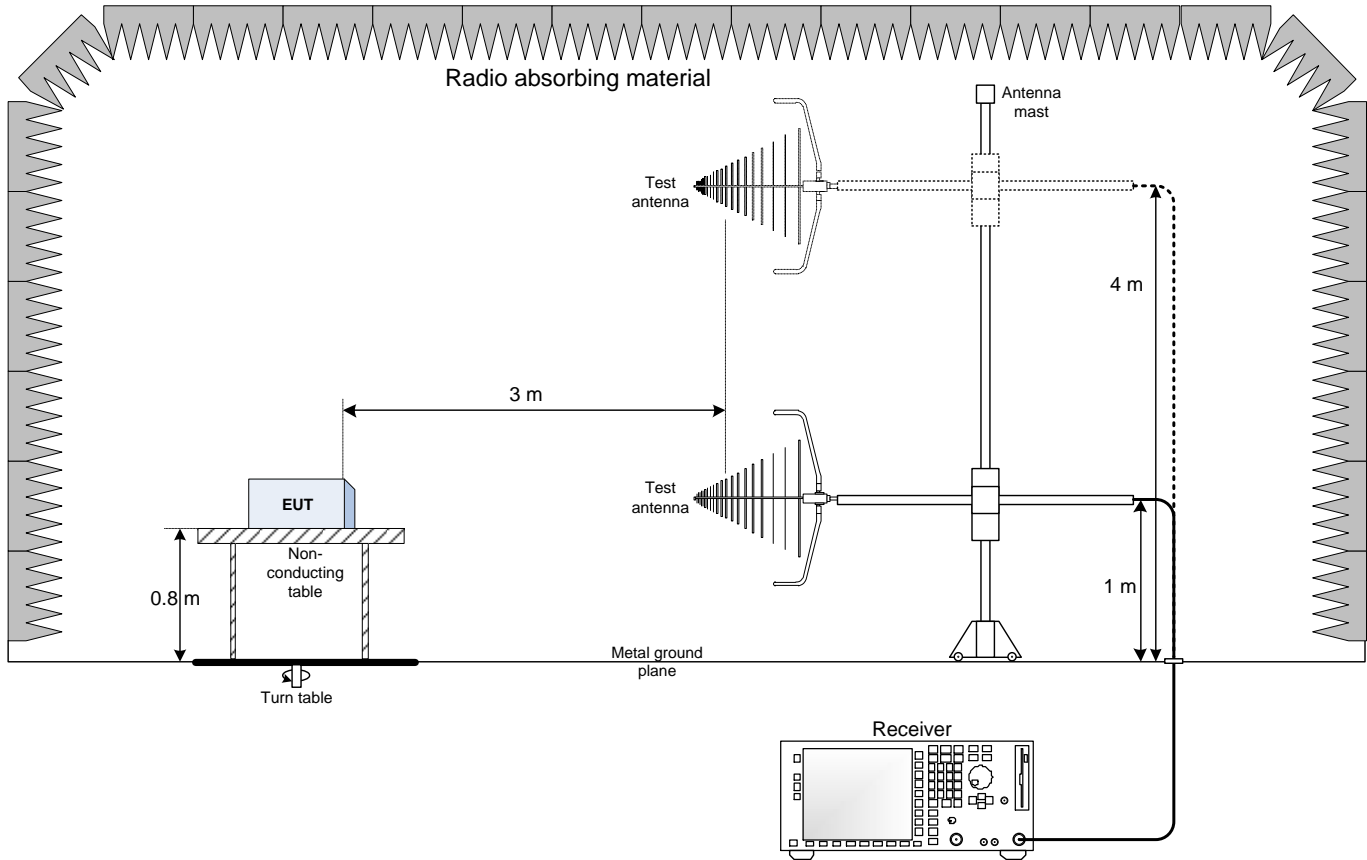 Radio absorbing material
Antenna
mast
Test
antenna
4 m
3 m
Test
antenna
EUT
Non-
conducting
table
0.8 m
1 m
Metal ground
plane
Turn table
Receiver